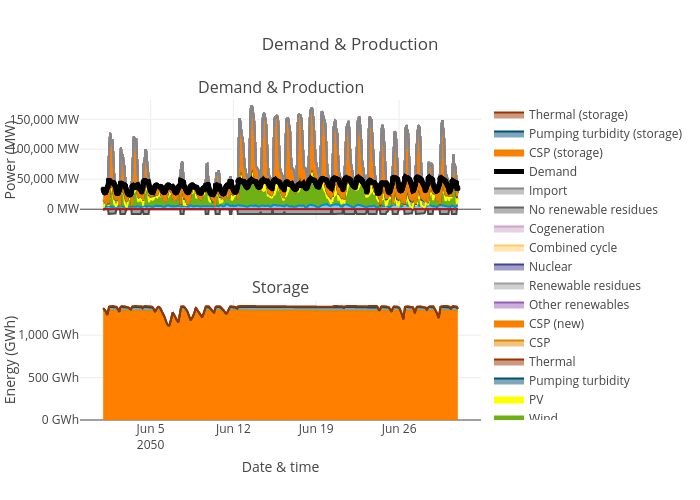 Demand & Production
Demand & Production
150,000 MW
100,000 MW
50,000 MW
0 MW
Power (MW)
Storage
1,000 GWh
500 GWh
0 GWh
Energy (GWh)
Jun 5
2050
Jun 12
Jun 19
Jun 26
Date & time
Thermal (storage)
Pumping turbidity (storage)
CSP (storage)
Demand
Import
No renewable residues
Cogeneration
Combined cycle
Nuclear
Renewable residues
Other renewables
CSP (new)
CSP
Thermal
Pumping turbidity
PV
Wind